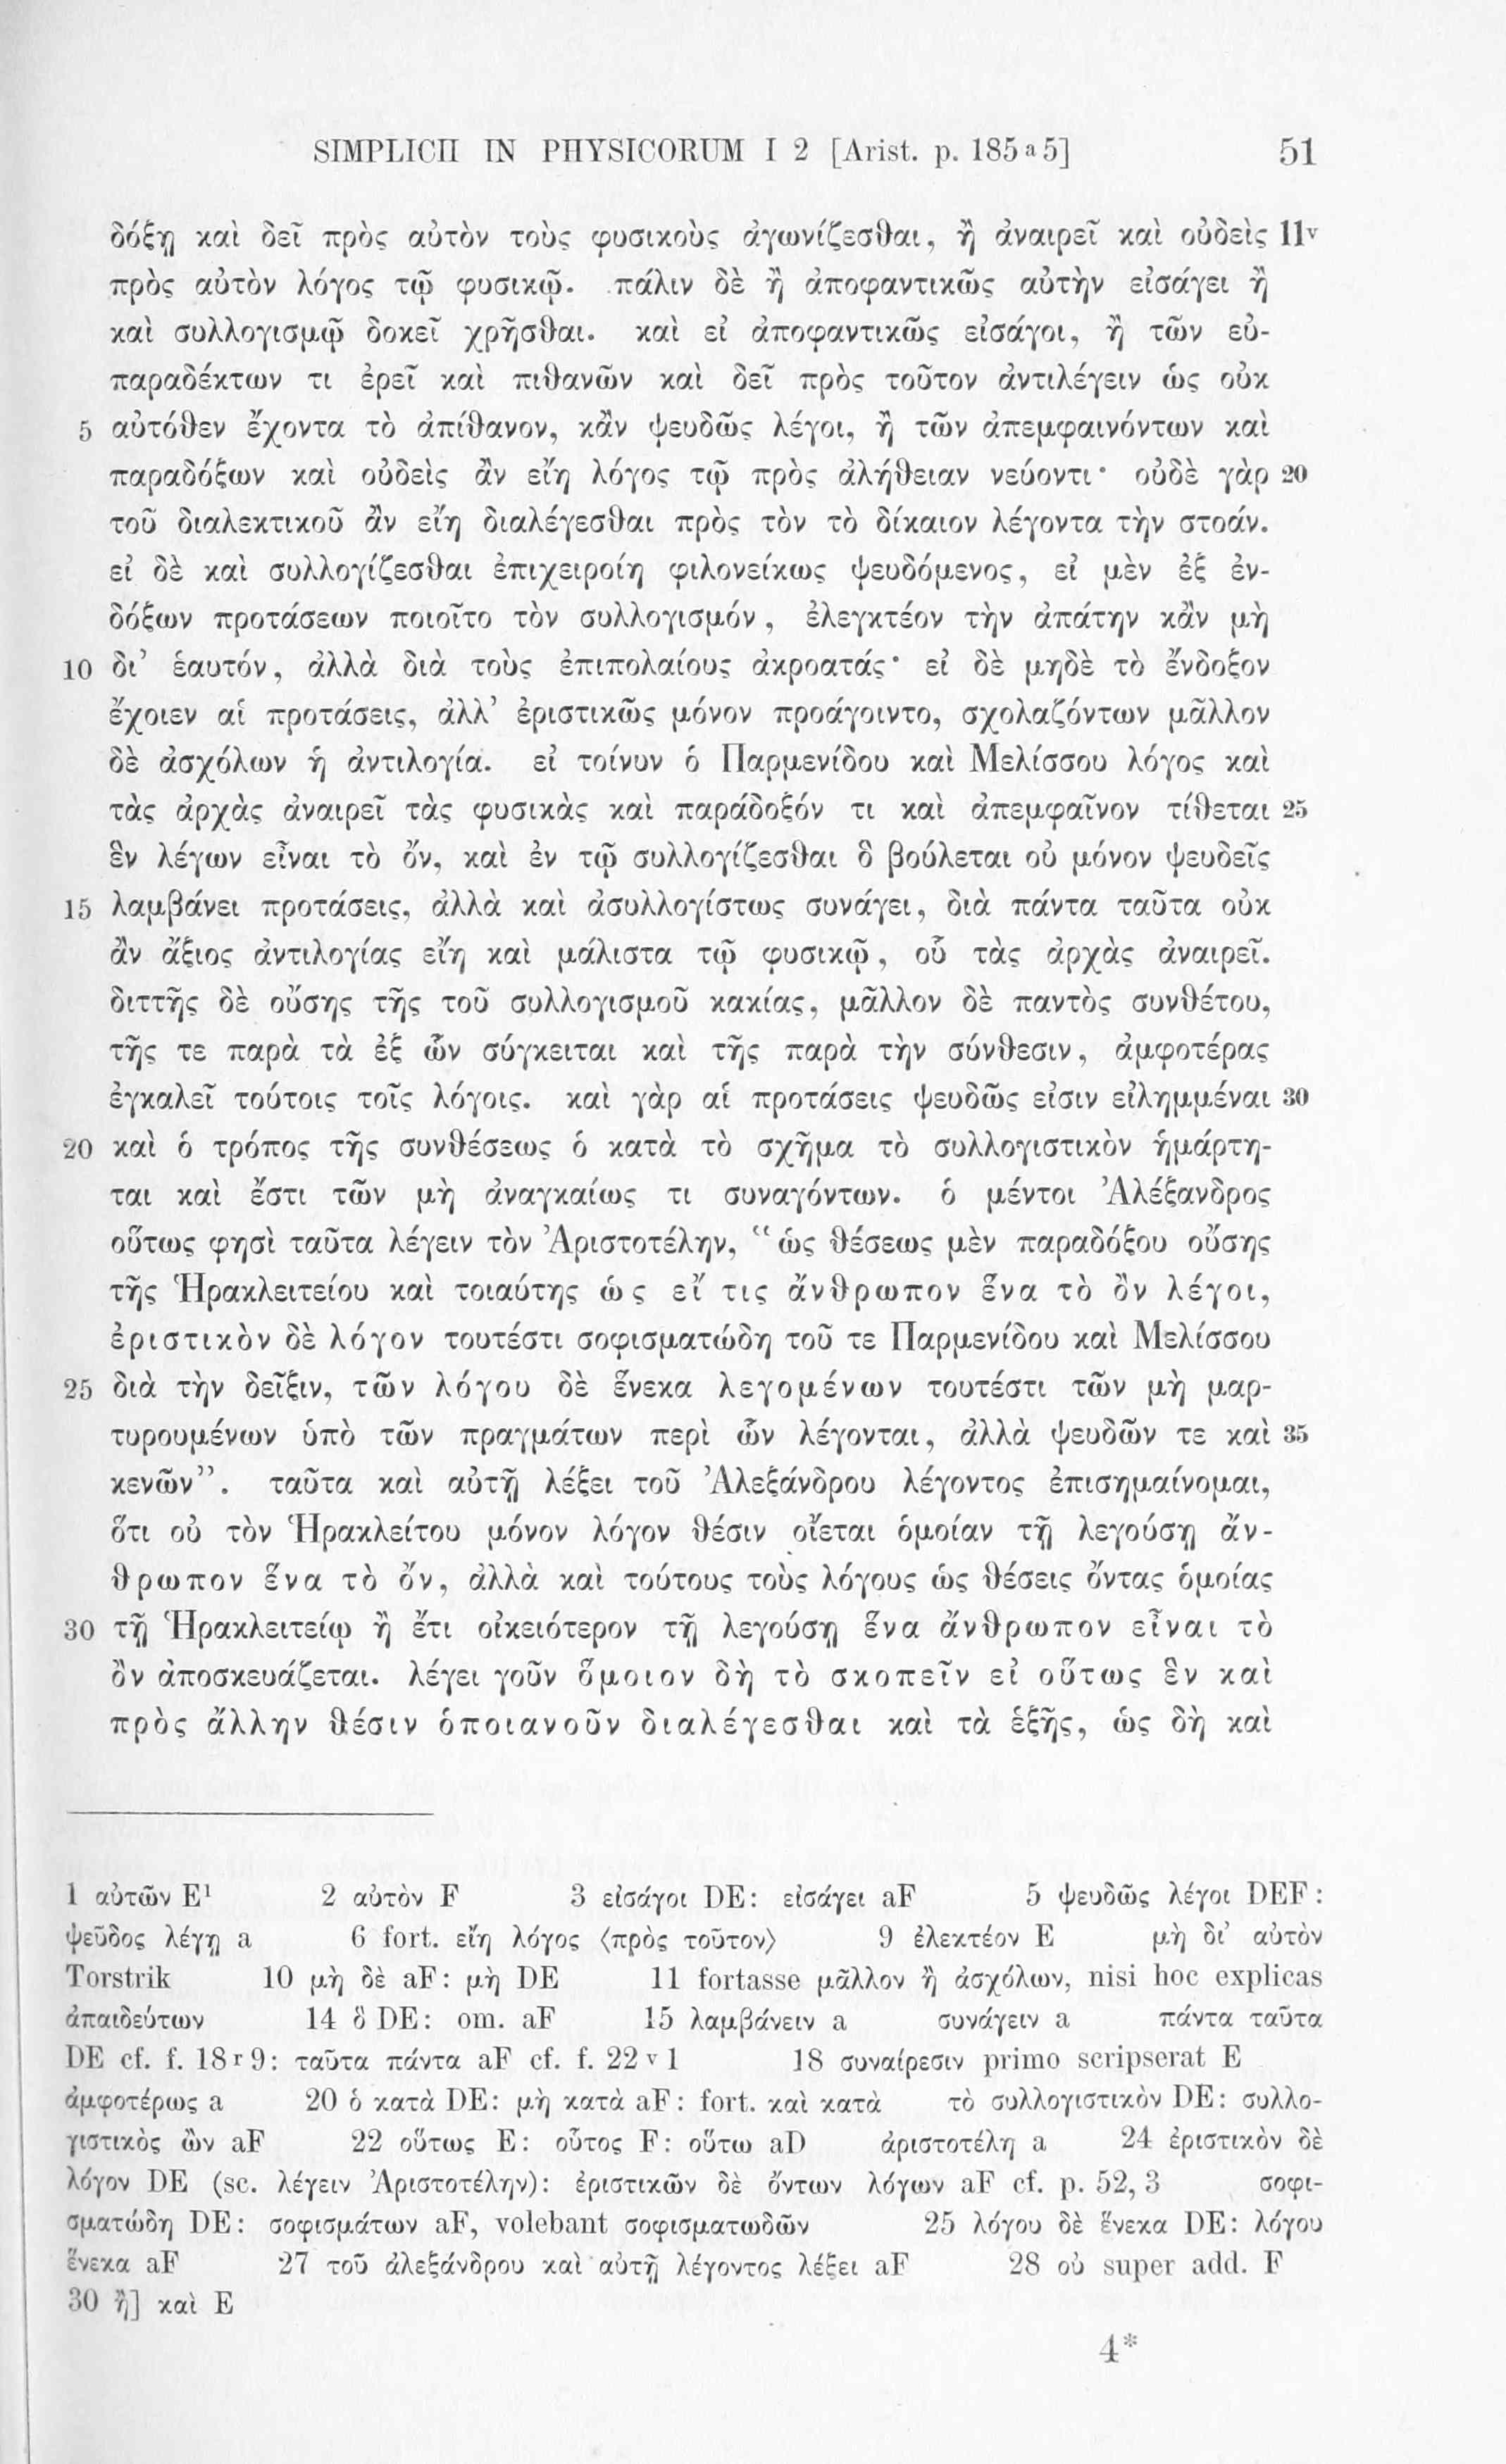 SIMPLICII IN PHYSICORUM I 2 [Arist. p. 185 a 5] 51
δόξῃ καὶ δεῖ πρὸς αὐτὸν τοὺς φυσικοὺς ἀγωνίζεσθαι, ἢ ἀναιρεῖ καὶ οὐδεὶς 11v
πρὸς αὐτὸν λόγος τῷ φυσικῷ. πάλιν δὲ ἢ ἀποφαντικῶς αὐτὴν εἰσάγει ἢ
καὶ συλλογισμῷ δοκεῖ χρῆσθαι. καὶ εἰ ἀποφαντικῶς εἰσάγοι, ἢ τῶν εὐ-
παραδέκτων τι ἐρεῖ καὶ πιθανῶν καὶ δεῖ πρὸς τοῦτον ἀντιλέγειν ὡς οὐκ
5 αὐτόθεν ἔχοντα τὸ ἀπίθανον, κἂν ψευδῶς λέγοι, ἢ τῶν ἀπεμφαινόντων καὶ
παραδόξων καὶ οὐδεὶς ἂν εἴη λόγος τῷ πρὸς ἀλήθειαν νεύοντι· οὐδὲ γὰρ 20
τοῦ διαλεκτικοῦ ἂν εἴη διαλέγεσθαι πρὸς τὸν τὸ δίκαιον λέγοντα τὴν στοάν.
εἰ δὲ καὶ συλλογίζεσθαι ἐπιχειροίη φιλονείκως ψευδόμενος, εἰ μὲν ἐξ ἐν-
δόξων προτάσεων ποιοῖτο τὸν συλλογισμόν, ἐλεγκτέον τὴν ἀπάτην κἂν μὴ
10 δι’ ἑαυτόν, ἀλλὰ διὰ τοὺς ἐπιπολαίους ἀκροατάς· εἰ δὲ μηδὲ τὸ ἔνδοξον
ἔχοιεν αἱ προτάσεις, ἀλλ’ ἐριστικῶς μόνον προάγοιντο, σχολαζόντων μᾶλλον
δὲ ἀσχόλων ἡ ἀντιλογία. εἰ τοίνυν ὁ Παρμενίδου καὶ Μελίσσου λόγος καὶ
τὰς ἀρχὰς ἀναιρεῖ τὰς φυσικὰς καὶ παράδοξόν τι καὶ ἀπεμφαῖνον τίθεται 25
ἓν λέγων εἶναι τὸ ὄν, καὶ ἐν τῷ συλλογίζεσθαι ὃ βούλεται οὐ μόνον ψευδεῖς
15 λαμβάνει προτάσεις, ἀλλὰ καὶ ἀσυλλογίστως συνάγει, διὰ πάντα ταῦτα οὐκ
ἂν ἄξιος ἀντιλογίας εἴη καὶ μάλιστα τῷ φυσικῷ, οὗ τὰς ἀρχὰς ἀναιρεῖ.
διττῆς δὲ οὔσης τῆς τοῦ συλλογισμοῦ κακίας, μᾶλλον δὲ παντὸς συνθέτου,
τῆς τε παρὰ τὰ ἐξ ὧν σύγκειται καὶ τῆς παρὰ τὴν σύνθεσιν, ἀμφοτέρας
ἐγκαλεῖ τούτοις τοῖς λόγοις. καὶ γὰρ αἱ προτάσεις ψευδῶς εἰσιν εἰλημμέναι 30
20 καὶ ὁ τρόπος τῆς συνθέσεως ὁ κατὰ τὸ σχῆμα τὸ συλλογιστικὸν ἡμάρτη-
ται καὶ ἔστι τῶν μὴ ἀναγκαίως τι συναγόντων. ὁ μέντοι Ἀλέξανδρος
οὕτως φησὶ ταῦτα λέγειν τὸν Ἀριστοτέλην, “ὡς θέσεως μὲν παραδόξου οὔσης
τῆς Ἡρακλειτείου καὶ τοιαύτης ὡς εἴ τις ἄνθρωπον ἕνα τὸ ὂν λέγοι,
ἐριστικὸν δὲ λόγον τουτέστι σοφισματώδη τοῦ τε Παρμενίδου καὶ Μελίσσου
25 διὰ τὴν δεῖξιν, τῶν λόγου δὲ ἕνεκα λεγομένων τουτέστι τῶν μὴ μαρ-
τυρουμένων ὑπὸ τῶν πραγμάτων περὶ ὧν λέγονται, ἀλλὰ ψευδῶν τε καὶ 35
κενῶν”. ταῦτα καὶ αὐτῇ λέξει τοῦ Ἀλεξάνδρου λέγοντος ἐπισημαίνομαι,
ὅτι οὐ τὸν Ἡρακλείτου μόνον λόγον θέσιν οἴεται ὁμοίαν τῇ λεγούσῃ ἄν-
θρωπον ἕνα τὸ ὄν, ἀλλὰ καὶ τούτους τοὺς λόγους ὡς θέσεις ὄντας ὁμοίας
30 τῇ Ἡρακλειτείῳ ἢ ἔτι οἰκειότερον τῇ λεγούσῃ ἕνα ἄνθρωπον εἶναι τὸ
ὂν ἀποσκευάζεται. λέγει γοῦν ὅμοιον δὴ τὸ σκοπεῖν εἰ οὕτως ἓν καὶ
πρὸς ἄλλην θέσιν ὁποιανοῦν διαλέγεσθαι καὶ τὰ ἑξῆς, ὡς δὴ καὶ
1 αὐτῶν E¹ 2 αὑτὸν F 3 εἰσάγοι DE: εἰσάγει aF 5 ψευδῶς λέγοι DEF:
ψεῦδος λέγῃ a 6 fort. εἴη λόγος ⟨πρὸς τοῦτον⟩ 9 ἐλεκτέον E μὴ δι’ αὐτὸν
Torstrik 10 μὴ δὲ aF: μὴ DE 11 fortasse μᾶλλον ἢ ἀσχόλων, nisi hoc explicas
ἀπαιδεύτων 14 ὃ DE: om. aF 15 λαμβάνειν a συνάγειν a πάντα ταῦτα
DE cf. f. 18 r 9: ταῦτα πάντα aF cf. f. 22 v 1 18 συναίρεσιν primo scripserat E
ἀμφοτέρως a 20 ὁ κατὰ DE: μὴ κατὰ aF: fort. καὶ κατὰ τὸ συλλογιστικὸν DE: συλλο-
γιστικὸς ὢν aF 22 οὕτως E: οὗτος F: οὕτω aD ἀριστοτέλη a 24 ἐριστικὸν δὲ
λόγον DE (sc. λέγειν Ἀριστοτέλην): ἐριστικῶν δὲ ὄντων λόγων aF cf. p. 52, 3 σοφι-
σματώδη DE: σοφισμάτων aF, volebant σοφισματωδῶν 25 λόγου δὲ ἕνεκα DE: λόγου
ἕνεκα aF 27 τοῦ ἀλεξάνδρου καὶ αὐτῇ λέγοντος λέξει aF 28 οὐ super add. F
30 ἢ] καὶ E
4*